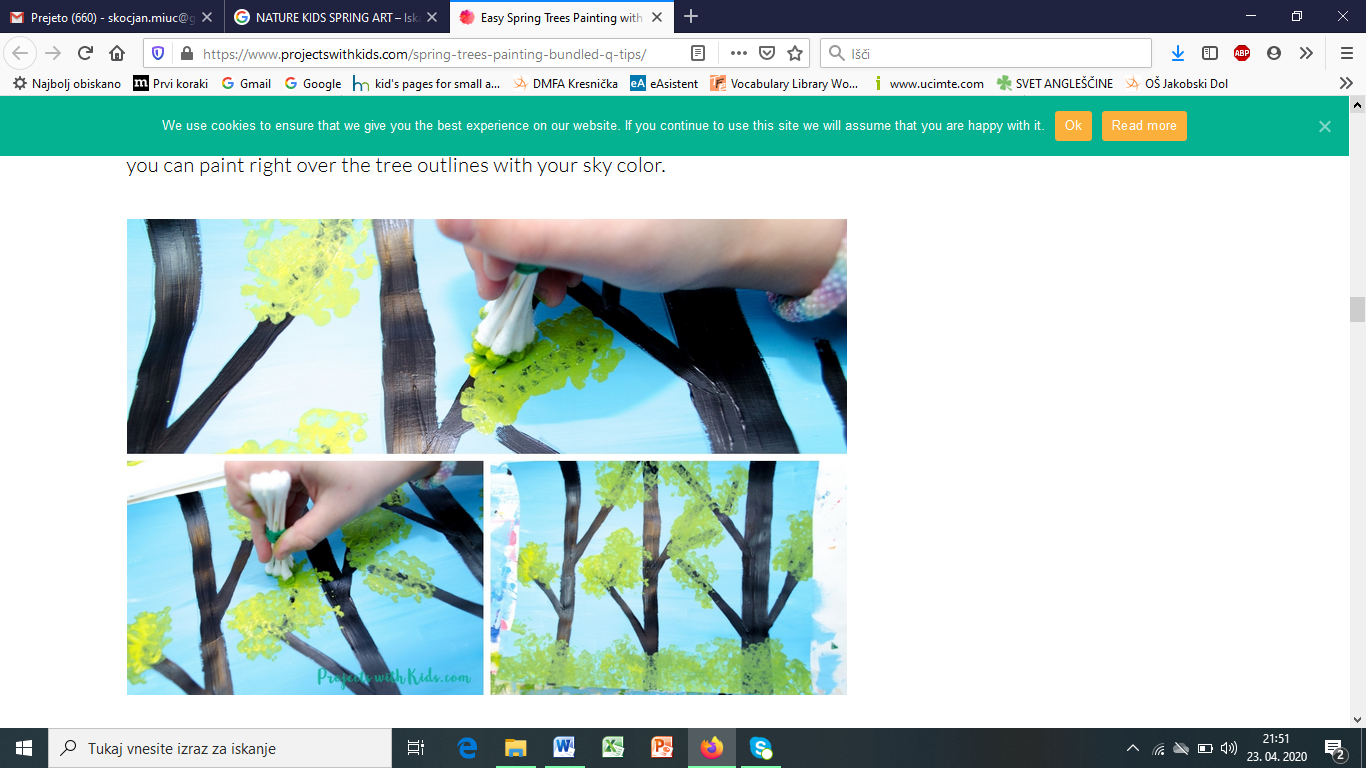 Prejeto (660) - skocjan.miuc@g
NATURE KIDS SPRING ART – Isk
Easy Spring Trees Painting with
https://www.projectswithkids.com/spring-trees-painting-bundled-q-tips/
Išči
ABP
Najbolj obiskano
m Prvi koraki
G Gmail
G Google
kid's pages for small a...
DMFA Kresnička
eA eAsistent
Vocabulary Library Wo...
www.ucimte.com
SVET ANGLEŠČINE
OŠ Jakobski Dol
We use cookies to ensure that we give you the best experience on our website. If you continue to use this site we will assume that you are happy with it.
Ok
Read more
you can paint right over the tree outlines with your sky color.
Projects with Kids.com
Tukaj vnesite izraz za iskanje
21:51
23. 04. 2020
2